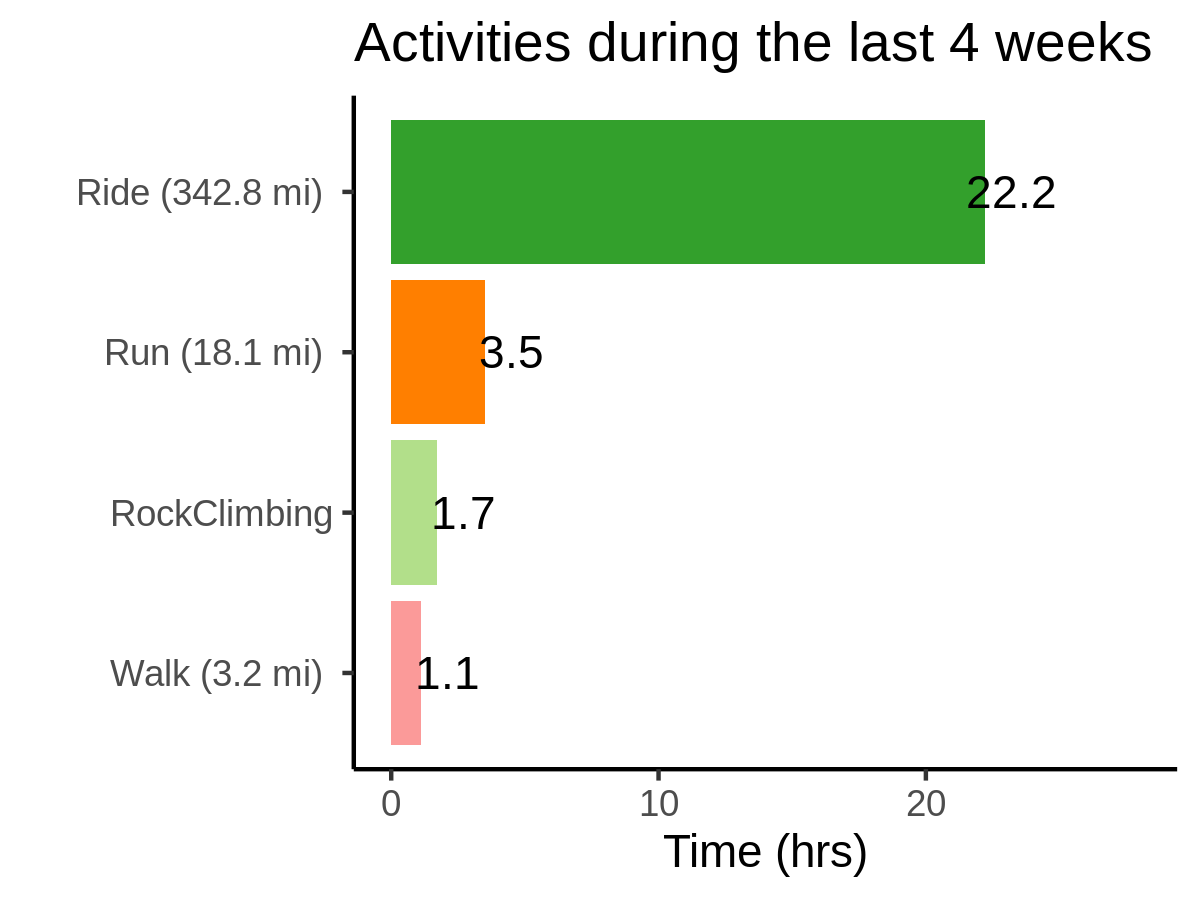 Activities during the last 4 weeks
Ride (342.8 mi)
22.2
Run (18.1 mi)
3.5
RockClimbing
1.7
Walk (3.2 mi)
1.1
0 10 20
Time (hrs)